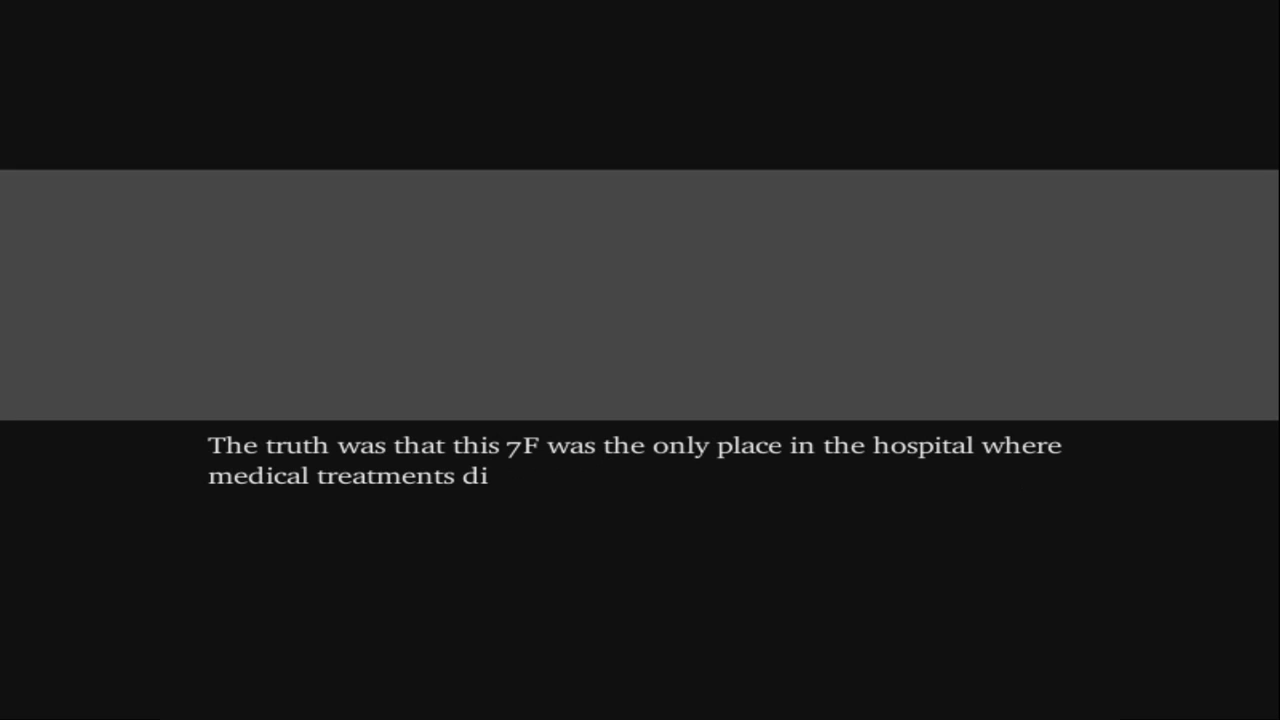 The truth was that this 7F was the only place in the hospital where
medical treatments di